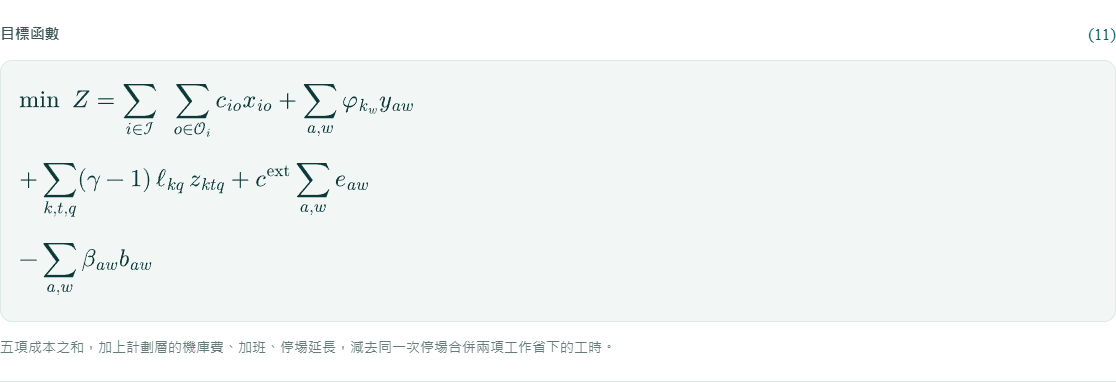 目標函數 (11)
min Z = ∑_{i∈ℐ} ∑_{o∈𝒪_i} c_{io} x_{io} + ∑_{a,w} φ_{k_w} y_{aw}
+ ∑_{k,t,q} (γ − 1) ℓ_{kq} z_{ktq} + c^{ext} ∑_{a,w} e_{aw}
− ∑_{a,w} β_{aw} b_{aw}
五項成本之和，加上計劃層的機庫費、加班、停場延長，減去同一次停場合併兩項工作省下的工時。